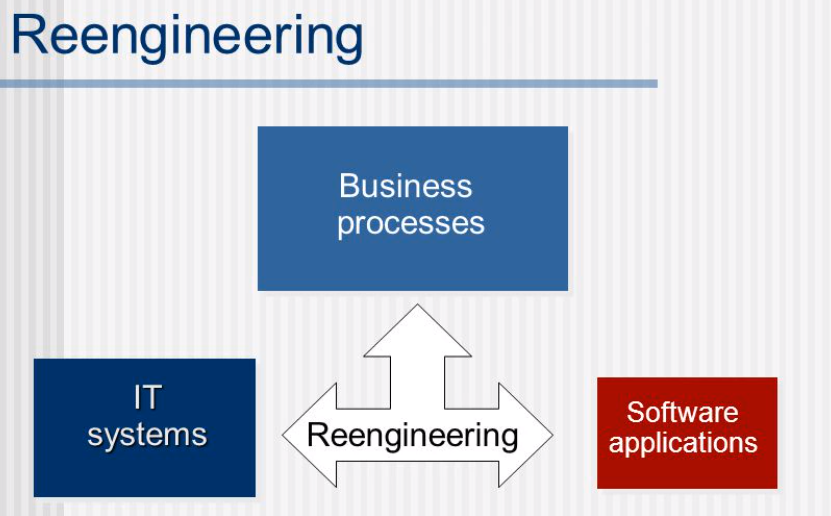 Reengineering
Business
processes
IT
systems
Reengineering
Software
applications